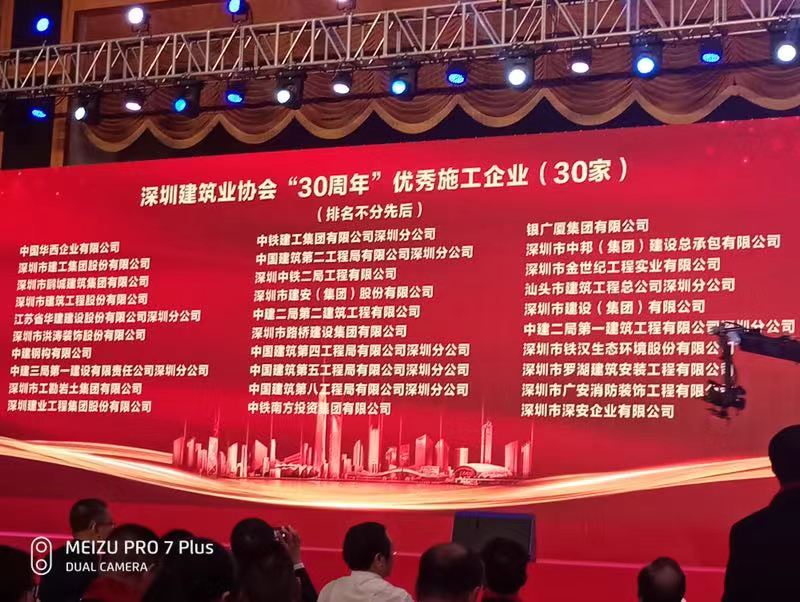 深圳建筑业协会“30周年”优秀施工企业（30家）
（排名不分先后）
中国华西企业有限公司
深圳市建工集团股份有限公司
深圳市鹏城建筑集团有限公司
深圳市建筑工程股份有限公司
江苏省华建建设股份有限公司深圳分公司
深圳市洪涛装饰股份有限公司
中建钢构有限公司
中建三局第一建设有限责任公司深圳分公司
深圳市工勘岩土集团有限公司
深圳建业工程集团股份有限公司
中铁建工集团有限公司深圳分公司
中国建筑第二工程局有限公司深圳分公司
深圳中铁二局工程有限公司
深圳市建安（集团）股份有限公司
中建二局第二建筑工程有限公司
深圳市路桥建设集团有限公司
中国建筑第四工程局有限公司深圳分公司
中国建筑第五工程局有限公司深圳分公司
中国建筑第八工程局有限公司深圳分公司
中铁南方投资集团有限公司
银广厦集团有限公司
深圳市中邦（集团）建设总承包有限公司
深圳市金世纪工程实业有限公司
汕头市建筑工程总公司深圳分公司
深圳市建设（集团）有限公司
中建二局第一建筑工程有限公司深圳分公司
深圳市铁汉生态环境股份有限公
深圳市罗湖建筑安装工程有限公
深圳市广安消防装饰工程有限
深圳市深安企业有限公司
MEIZU PRO 7 Plus
DUAL CAMERA